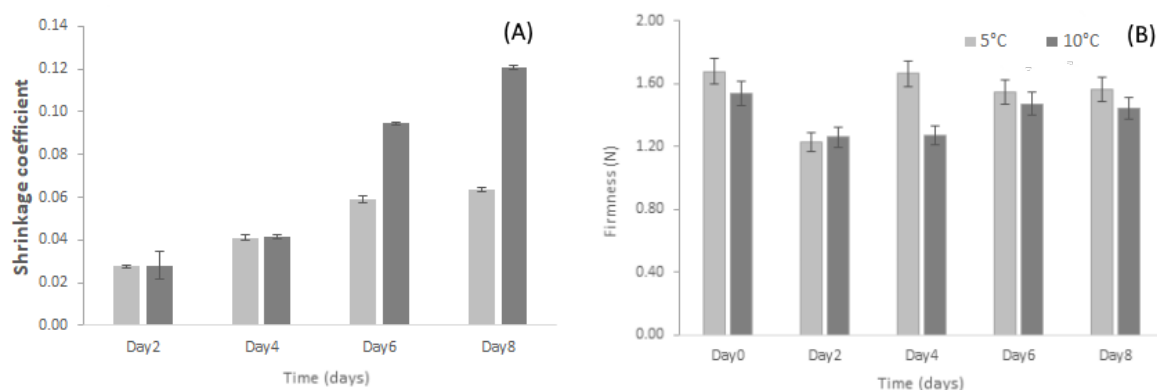 (A)
Shrinkage coefficient
0.14
0.12
0.10
0.08
0.06
0.04
0.02
0.00
Day2 Day4 Day6 Day8
Time (days)
(B)
5°C 10°C
Firmness (N)
2.00
1.60
1.20
0.80
0.40
0.00
Day0 Day2 Day4 Day6 Day8
Time (days)